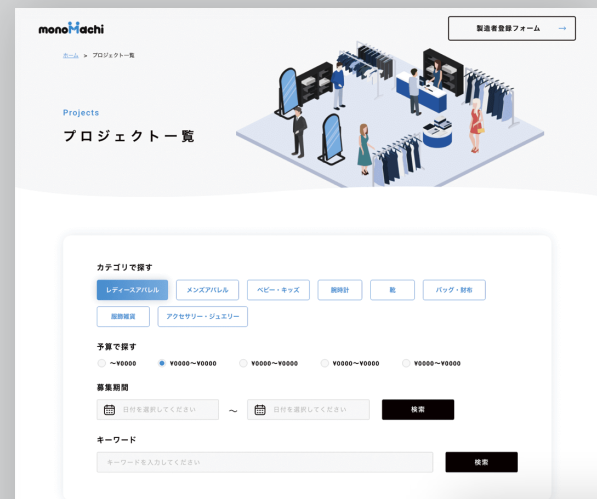 monoMachi
製造者登録フォーム →
ホーム > プロジェクト一覧
Projects
プロジェクト一覧
カテゴリで探す
レディースアパレル メンズアパレル ベビー・キッズ 腕時計 靴 バッグ・財布
服飾雑貨 アクセサリー・ジュエリー
予算で探す
〜¥0000 ¥0000〜¥0000 ¥0000〜¥0000 ¥0000〜¥0000 ¥0000〜¥0000
募集期間
日付を選択してください 〜 日付を選択してください 検索
キーワード
キーワードを入力してください 検索